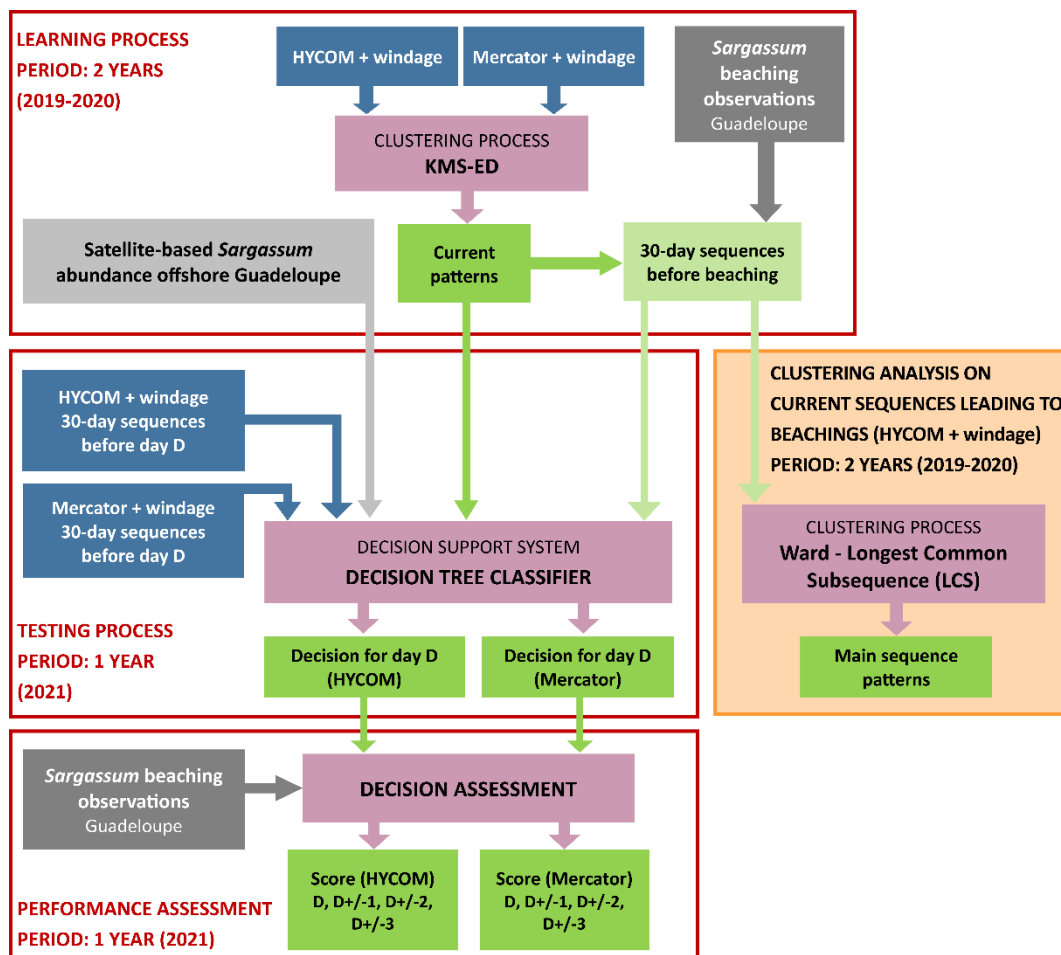 LEARNING PROCESS
PERIOD: 2 YEARS
(2019-2020)
HYCOM + windage
Mercator + windage
Sargassum
beaching
observations
Guadeloupe
CLUSTERING PROCESS
KMS-ED
Satellite-based Sargassum
abundance offshore Guadeloupe
Current
patterns
30-day sequences
before beaching
HYCOM + windage
30-day sequences
before day D
Mercator + windage
30-day sequences
before day D
DECISION SUPPORT SYSTEM
DECISION TREE CLASSIFIER
TESTING PROCESS
PERIOD: 1 YEAR
(2021)
Decision for day D
(HYCOM)
Decision for day D
(Mercator)
CLUSTERING ANALYSIS ON
CURRENT SEQUENCES LEADING TO
BEACHINGS (HYCOM + windage)
PERIOD: 2 YEARS (2019-2020)
CLUSTERING PROCESS
Ward - Longest Common
Subsequence (LCS)
Main sequence
patterns
Sargassum beaching
observations
Guadeloupe
DECISION ASSESSMENT
Score (HYCOM)
D, D+/-1, D+/-2,
D+/-3
Score (Mercator)
D, D+/-1, D+/-2,
D+/-3
PERFORMANCE ASSESSMENT
PERIOD: 1 YEAR (2021)